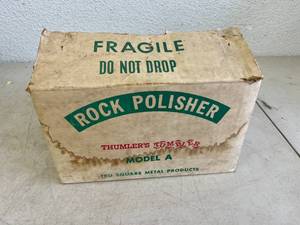 FRAGILE
DO NOT DROP
ROCK POLISHER
THUMLER'S TUMBLER
MODEL A
TRU SQUARE METAL PRODUCTS